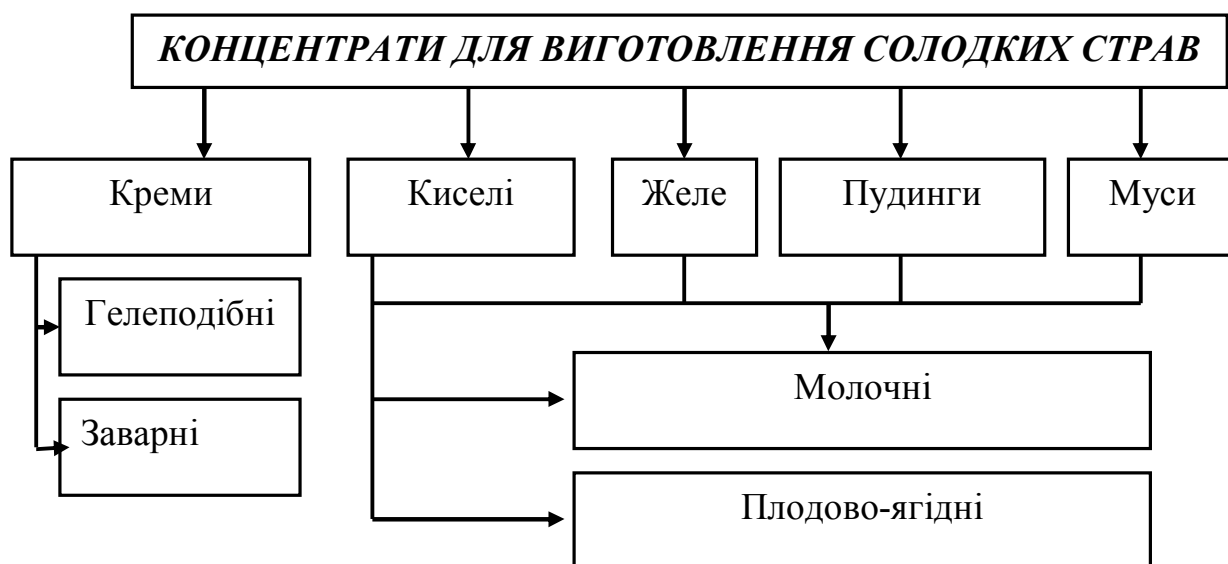 КОНЦЕНТРАТИ ДЛЯ ВИГОТОВЛЕННЯ СОЛОДКИХ СТРАВ
Креми
Киселі
Желе
Пудинги
Муси
Гелеподібні
Заварні
Молочні
Плодово-ягідні